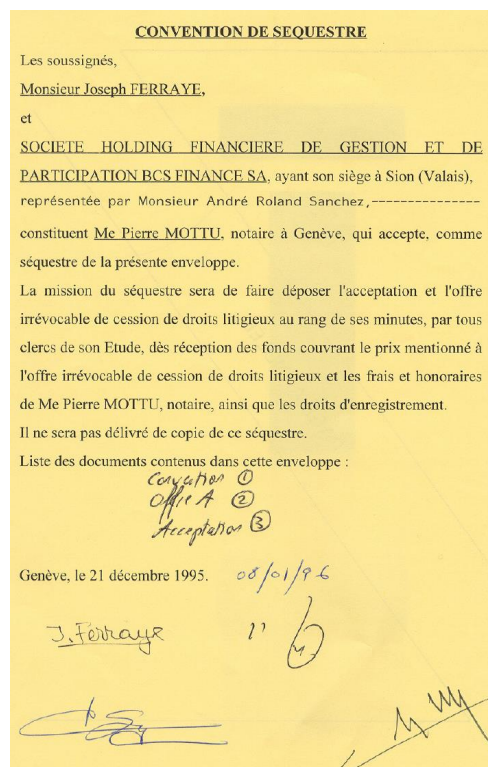 CONVENTION DE SEQUESTRE
Les soussignés,
Monsieur Joseph FERRAYE,
et
SOCIETE HOLDING FINANCIERE DE GESTION ET DE
PARTICIPATION BCS FINANCE SA, ayant son siège à Sion (Valais),
représentée par Monsieur André Roland Sanchez,---------------
constituent Me Pierre MOTTU, notaire à Genève, qui accepte, comme
séquestre de la présente enveloppe.
La mission du séquestre sera de faire déposer l'acceptation et l'offre
irrévocable de cession de droits litigieux au rang de ses minutes, par tous
clercs de son Etude, dès réception des fonds couvrant le prix mentionné à
l'offre irrévocable de cession de droits litigieux et les frais et honoraires
de Me Pierre MOTTU, notaire, ainsi que les droits d'enregistrement.
Il ne sera pas délivré de copie de ce séquestre.
Liste des documents contenus dans cette enveloppe :
①
②
Acceptation ③
Genève, le 21 décembre 1995. 08/01/96
J. Ferraye